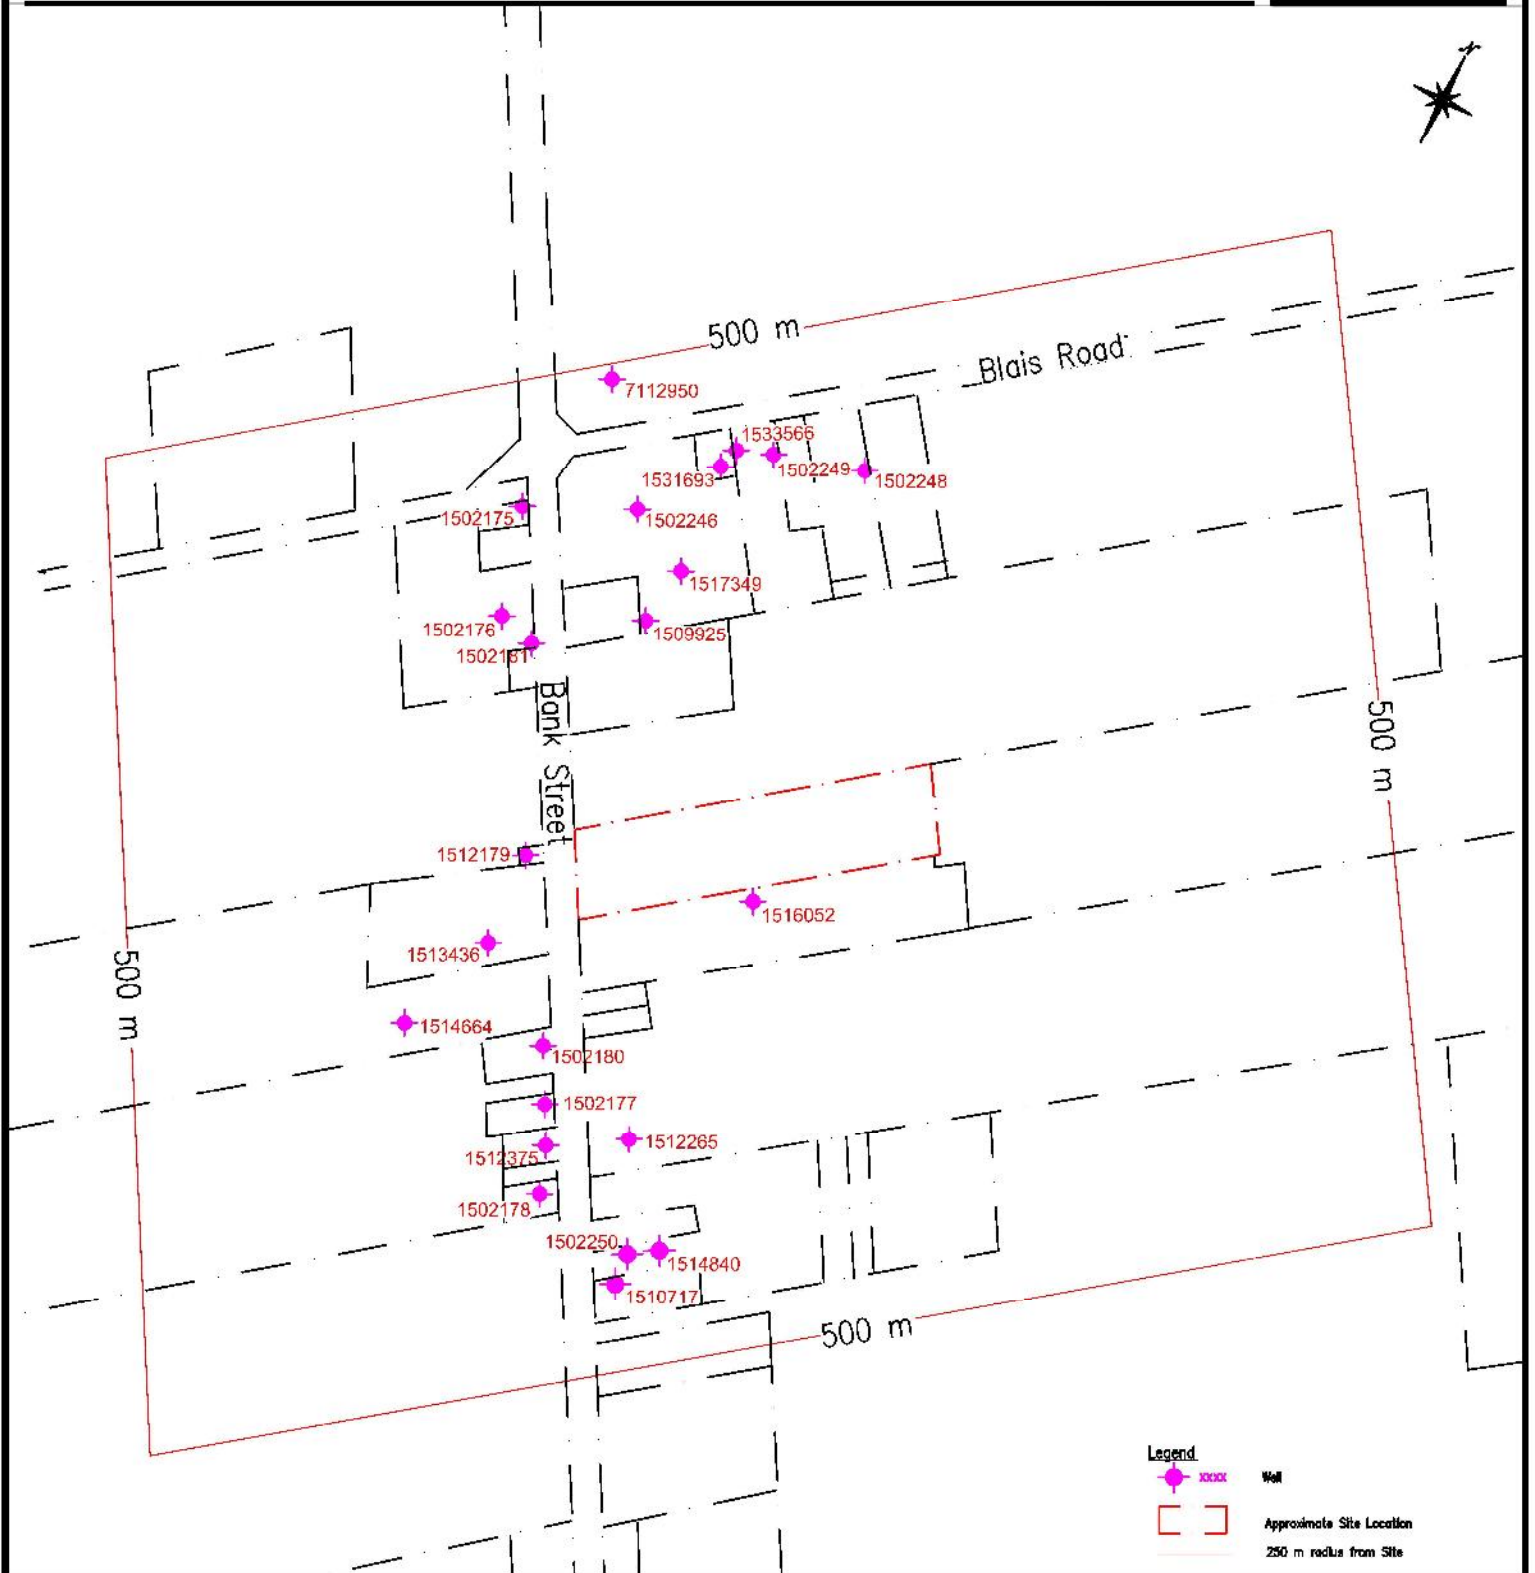 N
500 m
Blais Road
7112950
1533566
1531693
1502249
1502248
1502175
1502246
1517349
1502176
1509925
1502181
Bank Street
500 m
1512179
1516052
1513436
500 m
1514664
1502180
1502177
1512265
1512375
1502178
1502250
1514840
1510717
500 m
Legend
xxxx Well
Approximate Site Location
250 m radius from Site